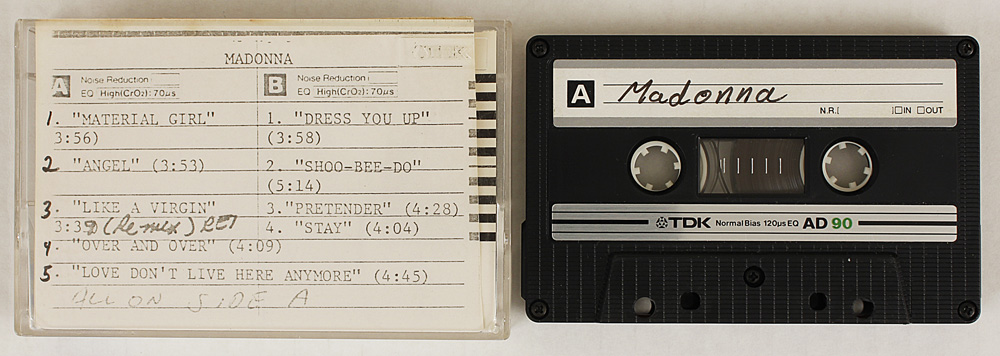 MADONNA
A Noise Reduction
EQ High(CrO2): 70µs
B Noise Reduction
EQ High(CrO2): 70µs
1. "MATERIAL GIRL"
3:56)
2 "ANGEL" (3:53)
3. "LIKE A VIRGIN"
(Remix)
4. "OVER AND OVER" (4:09)
5. "LOVE DON'T LIVE HERE ANYMORE" (4:45)
ALL ON SIDE A
1. "DRESS YOU UP"
(3:58)
2. "SHOO-BEE-DO"
(5:14)
3."PRETENDER" (4:28)
4. "STAY" (4:04)
A Madonna
N.R.( )□IN □OUT
TDK Normal Bias 120µs EQ AD 90